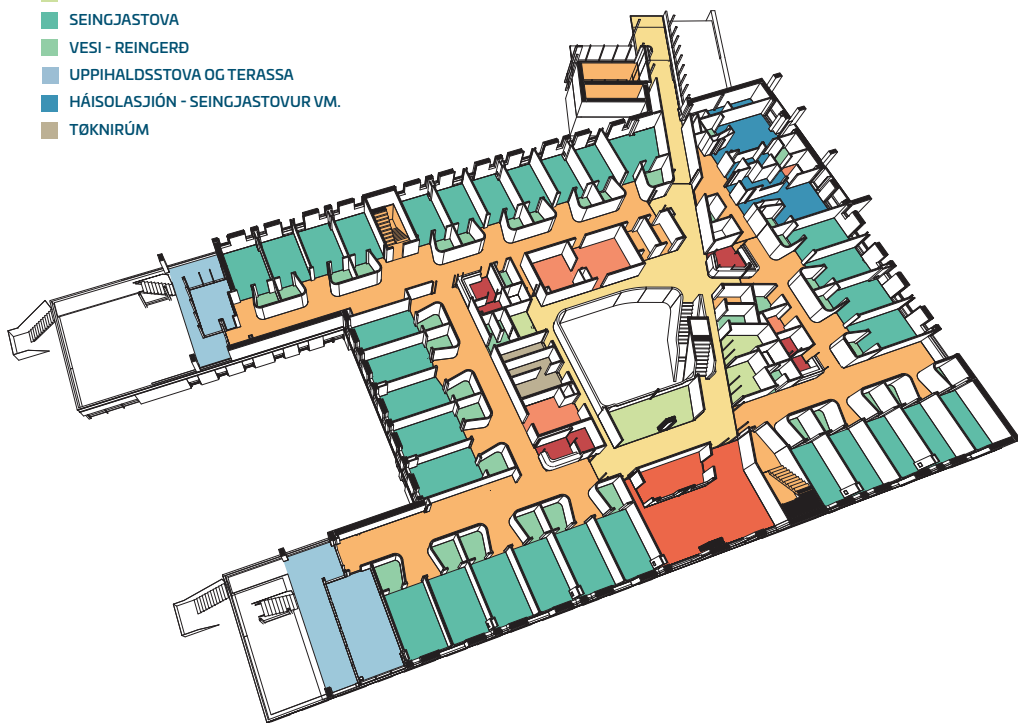 SEINGJASTOVA
VESI - REINGERÐ
UPPIHALDSSTOVA OG TERASSA
HÁISOLASJIÓN - SEINGJASTOVUR VM.
TØKNIRÚM